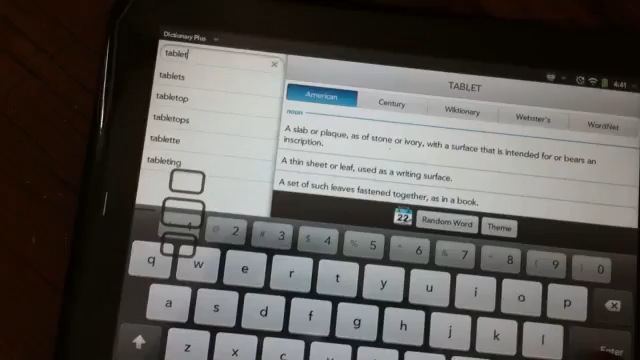 Dictionary Plus
4:41
tablet
tablets
tabletop
tabletops
tablette
tableting
TABLET
American
Century
Wiktionary
Webster's
WordNet
noun
A slab or plaque, as of stone or ivory, with a surface that is intended for or bears an
inscription.
A thin sheet or leaf, used as a writing surface.
A set of such leaves fastened together, as in a book.
22
Random Word
Theme
@ 2 # 3 $ 4 % 5 6 & 7 8 ( 9 ) 0
q w e r t y u i o p
a s d f g h j k l Enter
z x c